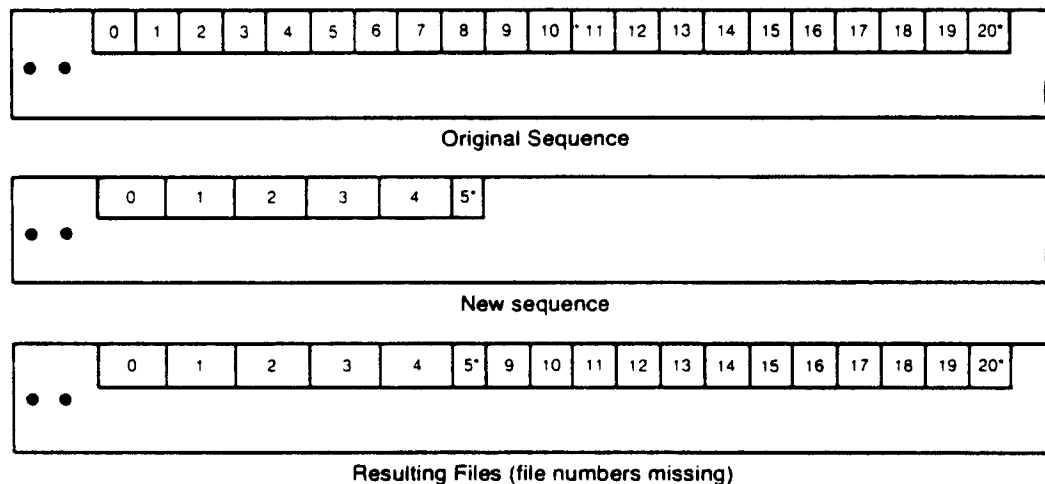 0 1 2 3 4 5 6 7 8 9 10 *11 12 13 14 15 16 17 18 19 20*
Original Sequence
0 1 2 3 4 5*
New sequence
0 1 2 3 4 5* 9 10 11 12 13 14 15 16 17 18 19 20*
Resulting Files (file numbers missing)